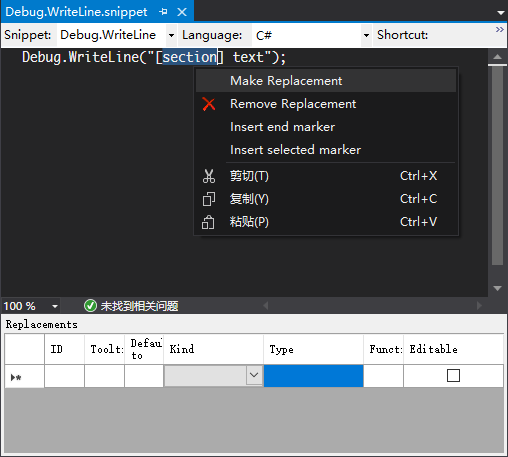 Debug.WriteLine.snippet
Snippet: Debug.WriteLine Language: C# Shortcut:
Debug.WriteLine("[section] text");
Make Replacement
Remove Replacement
Insert end marker
Insert selected marker
剪切(T) Ctrl+X
复制(Y) Ctrl+C
粘贴(P) Ctrl+V
100 % 未找到相关问题
Replacements
ID Toolt: Defau to Kind Type Funct: Editable